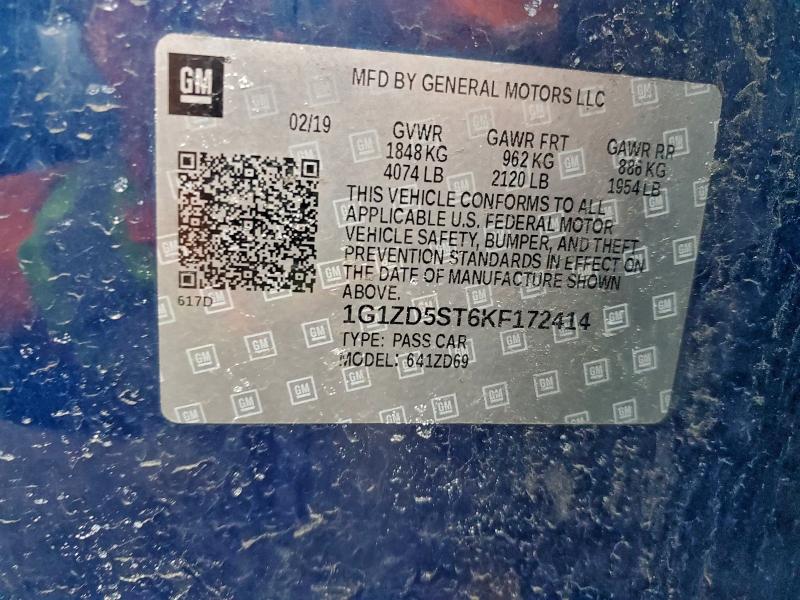 GM
MFD BY GENERAL MOTORS LLC
02/19
GVWR
1848 KG
4074 LB
GAWR FRT
962 KG
2120 LB
GAWR RR
886 KG
1954 LB
THIS VEHICLE CONFORMS TO ALL
APPLICABLE U.S. FEDERAL MOTOR
VEHICLE SAFETY, BUMPER, AND THEFT
PREVENTION STANDARDS IN EFFECT ON
THE DATE OF MANUFACTURE SHOWN
ABOVE.
617D
1G1ZD5ST6KF172414
TYPE: PASS CAR
MODEL: 641ZD69